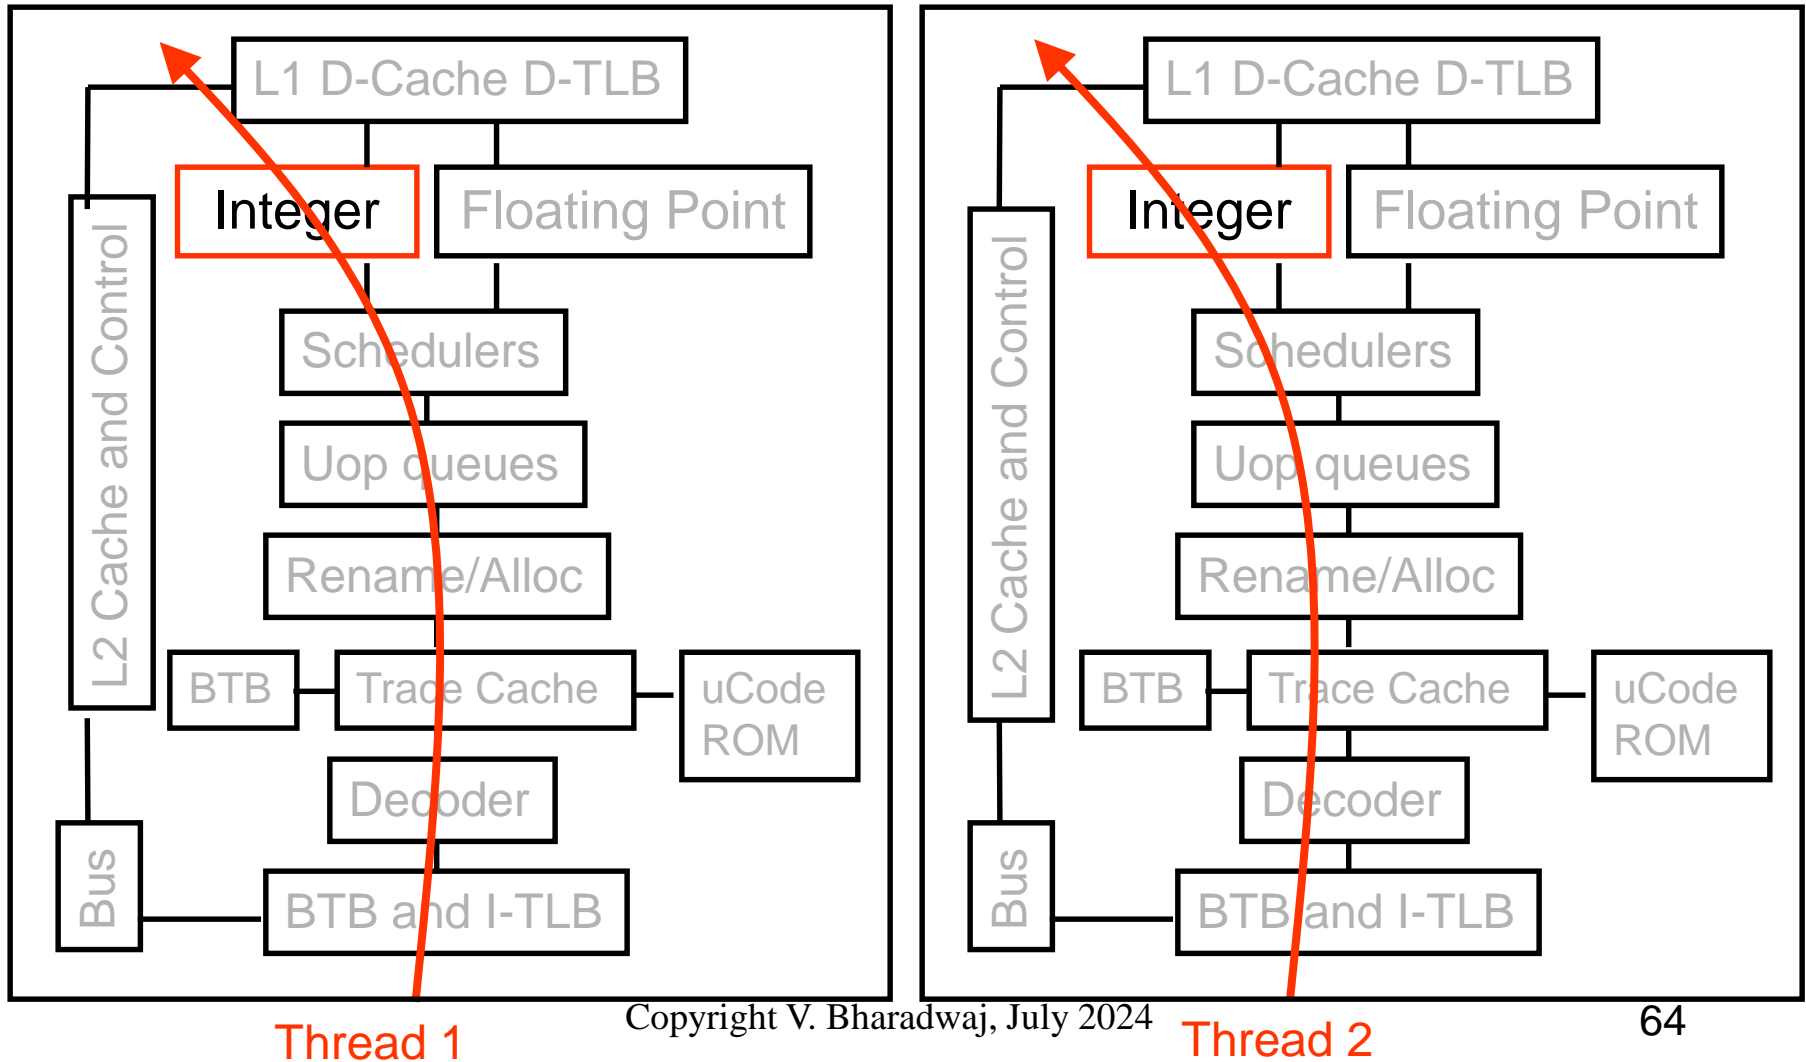 L1 D-Cache D-TLB
Integer
Floating Point
L2 Cache and Control
Schedulers
Uop queues
Rename/Alloc
BTB
Trace Cache
uCode
ROM
Decoder
Bus
BTB and I-TLB
Thread 1
L1 D-Cache D-TLB
Integer
Floating Point
L2 Cache and Control
Schedulers
Uop queues
Rename/Alloc
BTB
Trace Cache
uCode
ROM
Decoder
Bus
BTB and I-TLB
Thread 2
Copyright V. Bharadwaj, July 2024
64